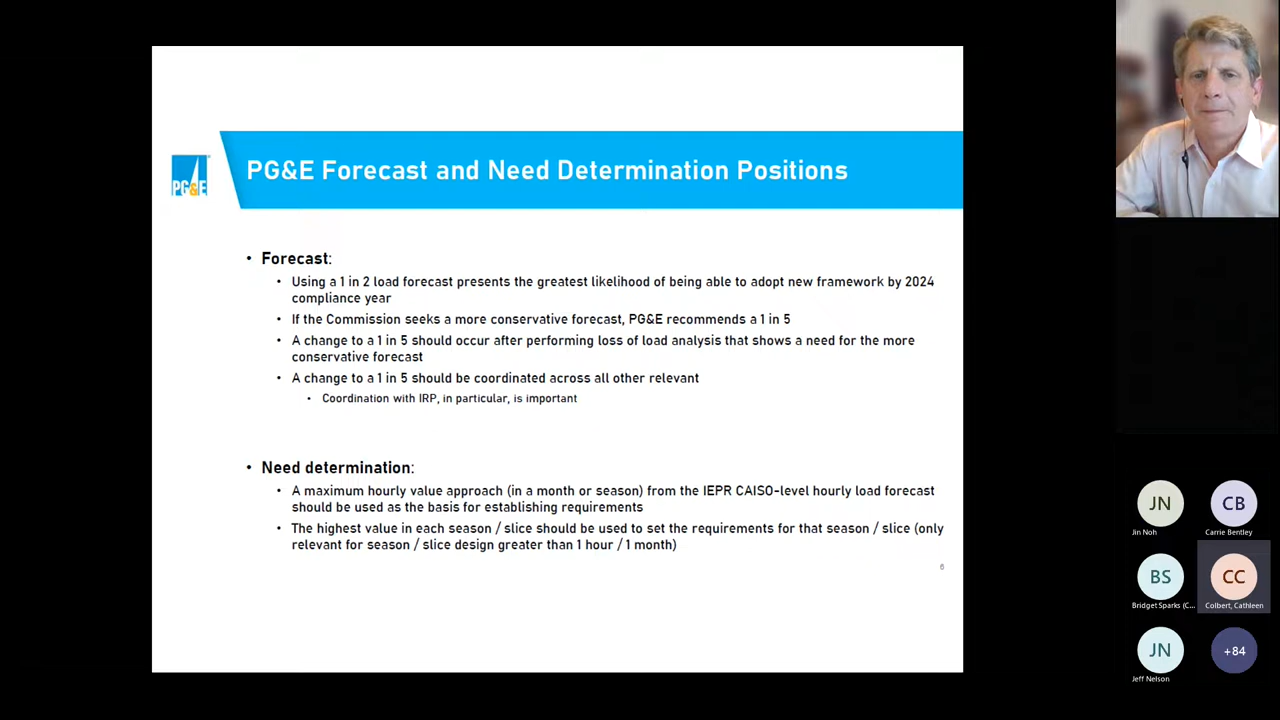 PG&E
PG&E Forecast and Need Determination Positions
• Forecast:
• Using a 1 in 2 load forecast presents the greatest likelihood of being able to adopt new framework by 2024
compliance year
• If the Commission seeks a more conservative forecast, PG&E recommends a 1 in 5
• A change to a 1 in 5 should occur after performing loss of load analysis that shows a need for the more
conservative forecast
• A change to a 1 in 5 should be coordinated across all other relevant
• Coordination with IRP, in particular, is important
• Need determination:
• A maximum hourly value approach (in a month or season) from the IEPR CAISO-level hourly load forecast
should be used as the basis for establishing requirements
• The highest value in each season / slice should be used to set the requirements for that season / slice (only
relevant for season / slice design greater than 1 hour / 1 month)
6
JN
Jin Noh
CB
Carrie Bentley
BS
Bridget Sparks (C...
CC
Colbert, Cathleen
JN
Jeff Nelson
+84